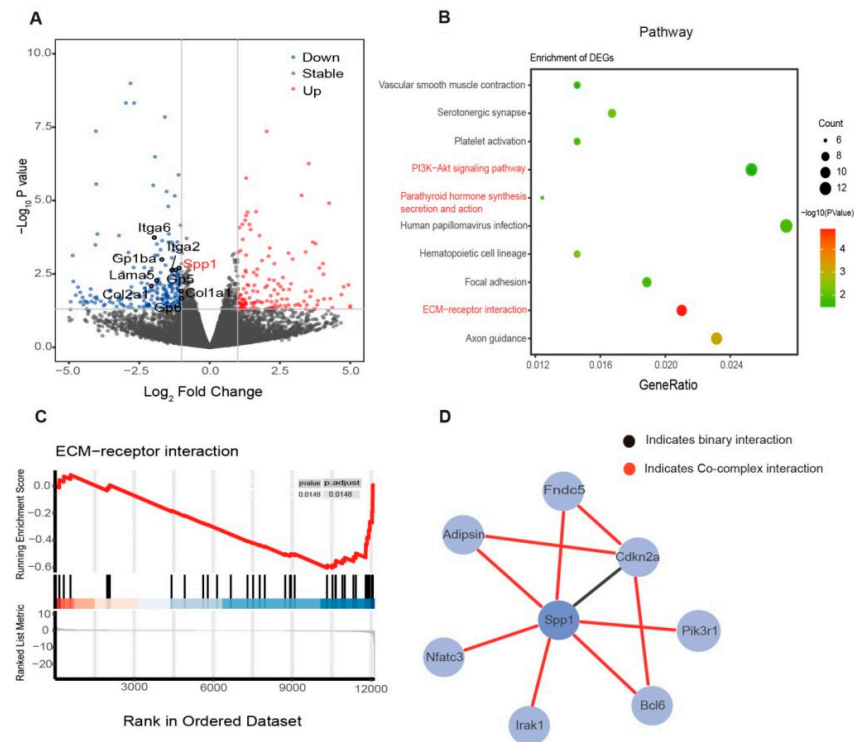 A
Down
Stable
Up
10.0
7.5
5.0
2.5
0.0
−Log10 P value
Itga6
Itga2
Gp1ba
Spp1
Lama5
Gp5
Col2a1
Col1a1
Gp6
−5.0
−2.5
0.0
2.5
5.0
Log2 Fold Change
B
Pathway
Enrichment of DEGs
Vascular smooth muscle contraction
Serotonergic synapse
Platelet activation
PI3K−Akt signaling pathway
Parathyroid hormone synthesis
secretion and action
Human papillomavirus infection
Hematopoietic cell lineage
Focal adhesion
ECM−receptor interaction
Axon guidance
0.012
0.016
0.020
0.024
GeneRatio
Count
6
8
10
12
−log10(PValue)
4
3
2
C
ECM−receptor interaction
pvalue p.adjust
0.0148 0.0148
Running Enrichment Score
0.0
−0.2
−0.4
−0.6
Ranked List Metric
10
0
−10
−20
3000
6000
9000
12000
Rank in Ordered Dataset
D
Indicates binary interaction
Indicates Co-complex interaction
Fndc5
Adipsin
Cdkn2a
Spp1
Pik3r1
Nfatc3
Bcl6
Irak1